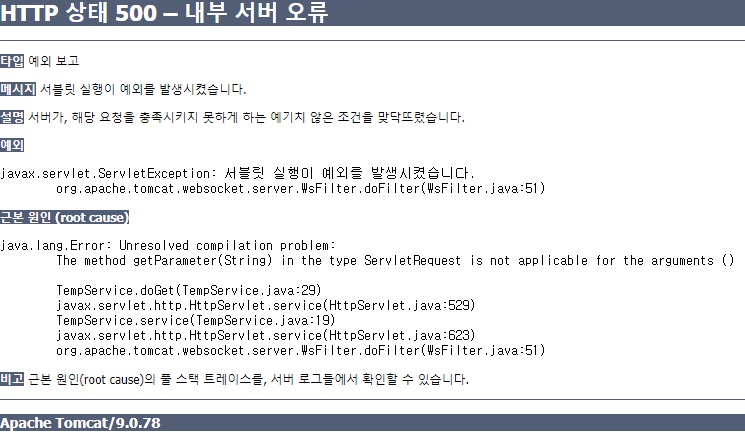 HTTP 상태 500 – 내부 서버 오류
타입 예외 보고
메시지 서블릿 실행이 예외를 발생시켰습니다.
설명 서버가, 해당 요청을 충족시키지 못하게 하는 예기치 않은 조건을 맞닥뜨렸습니다.
예외
javax.servlet.ServletException: 서블릿 실행이 예외를 발생시켰습니다.
org.apache.tomcat.websocket.server.WsFilter.doFilter(WsFilter.java:51)
근본 원인 (root cause)
java.lang.Error: Unresolved compilation problem:
The method getParameter(String) in the type ServletRequest is not applicable for the arguments ()
TempService.doGet(TempService.java:29)
javax.servlet.http.HttpServlet.service(HttpServlet.java:529)
TempService.service(TempService.java:19)
javax.servlet.http.HttpServlet.service(HttpServlet.java:623)
org.apache.tomcat.websocket.server.WsFilter.doFilter(WsFilter.java:51)
비고 근본 원인(root cause)의 풀 스택 트레이스를, 서버 로그들에서 확인할 수 있습니다.
Apache Tomcat/9.0.78